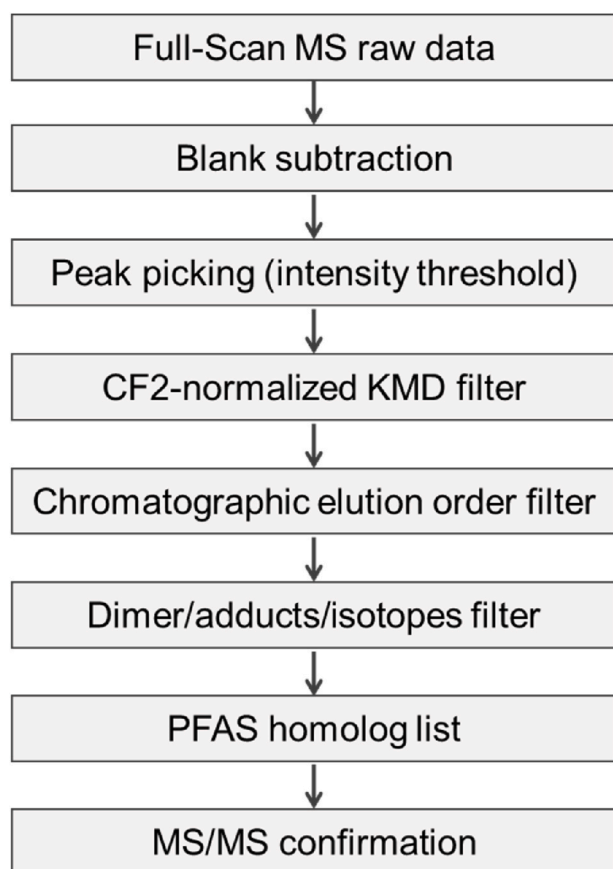 Full-Scan MS raw data
Blank subtraction
Peak picking (intensity threshold)
CF2-normalized KMD filter
Chromatographic elution order filter
Dimer/adducts/isotopes filter
PFAS homolog list
MS/MS confirmation